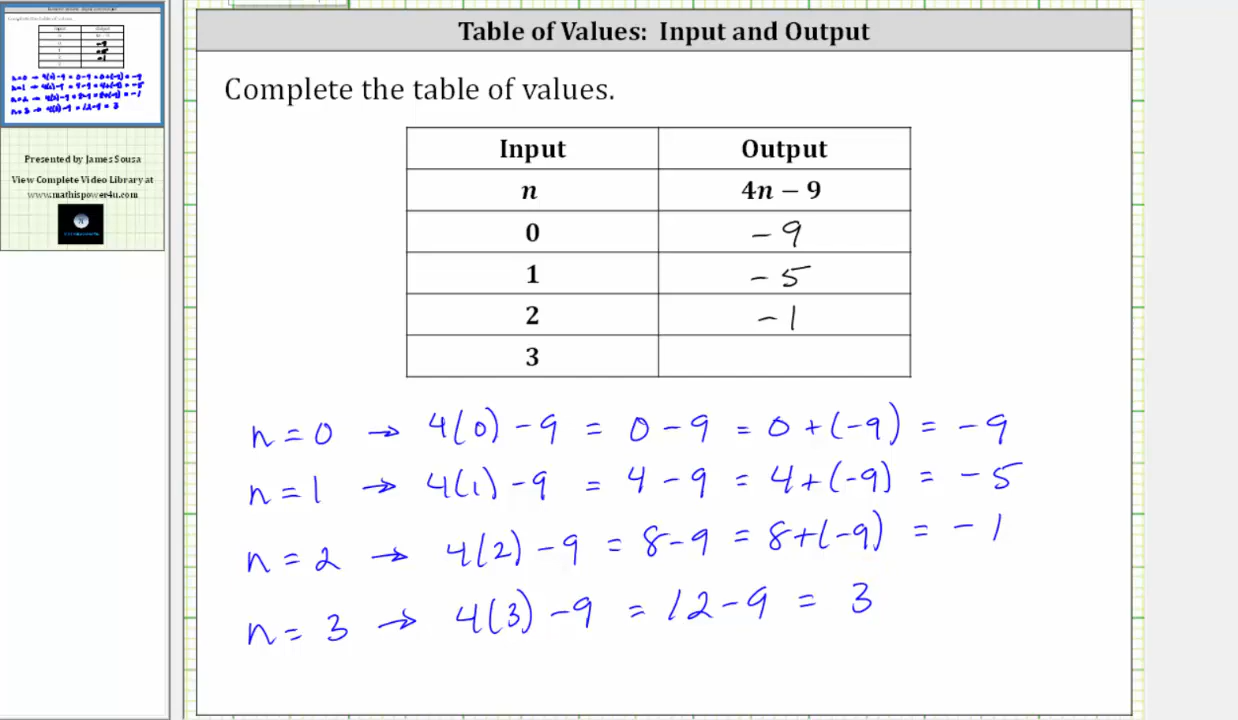 Table of Values: Input and Output
Complete the table of values.
Input Output
n 4n − 9
0 −9
1 −5
2 −1
3
n=0 → 4(0)−9 = 0−9 = 0+(−9) = −9
n=1 → 4(1)−9 = 4−9 = 4+(−9) = −5
n=2 → 4(2)−9 = 8−9 = 8+(−9) = −1
n=3 → 4(3)−9 = 12−9 = 3
Presented by James Sousa
View Complete Video Library at
www.mathispower4u.com